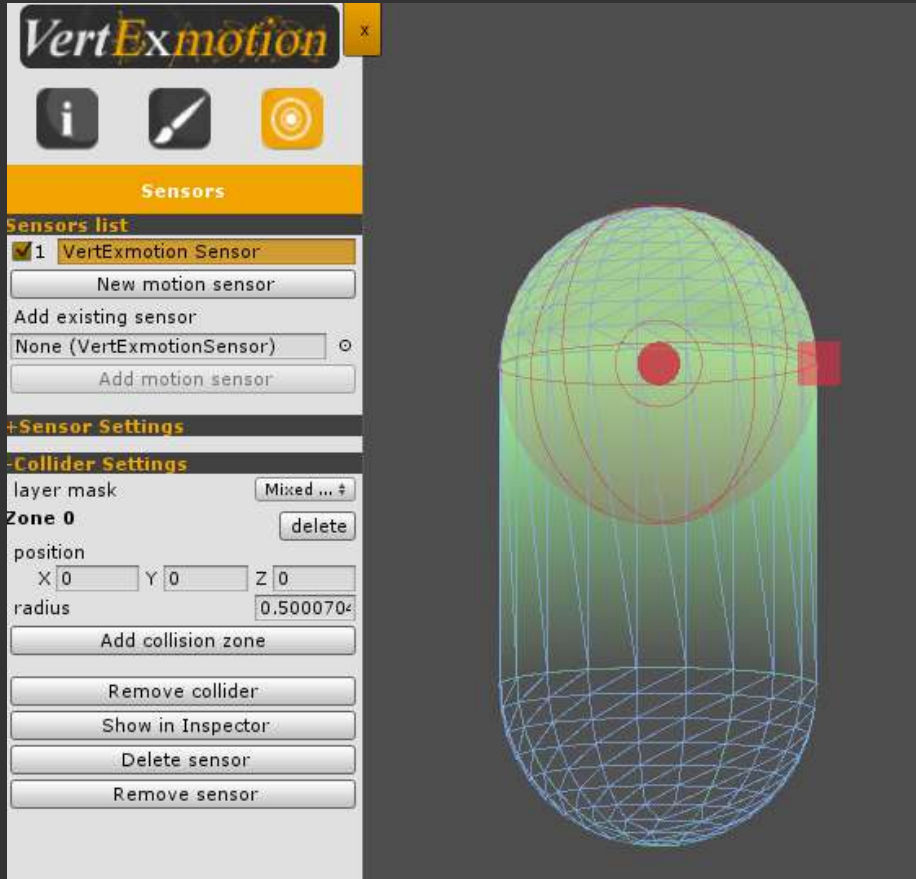 VertExmotion
x
i
Sensors
Sensors list
1 VertExmotion Sensor
New motion sensor
Add existing sensor
None (VertExmotionSensor)
Add motion sensor
+Sensor Settings
-Collider Settings
layer mask Mixed ...
Zone 0 delete
position
X 0 Y 0 Z 0
radius 0.5000704
Add collision zone
Remove collider
Show in Inspector
Delete sensor
Remove sensor